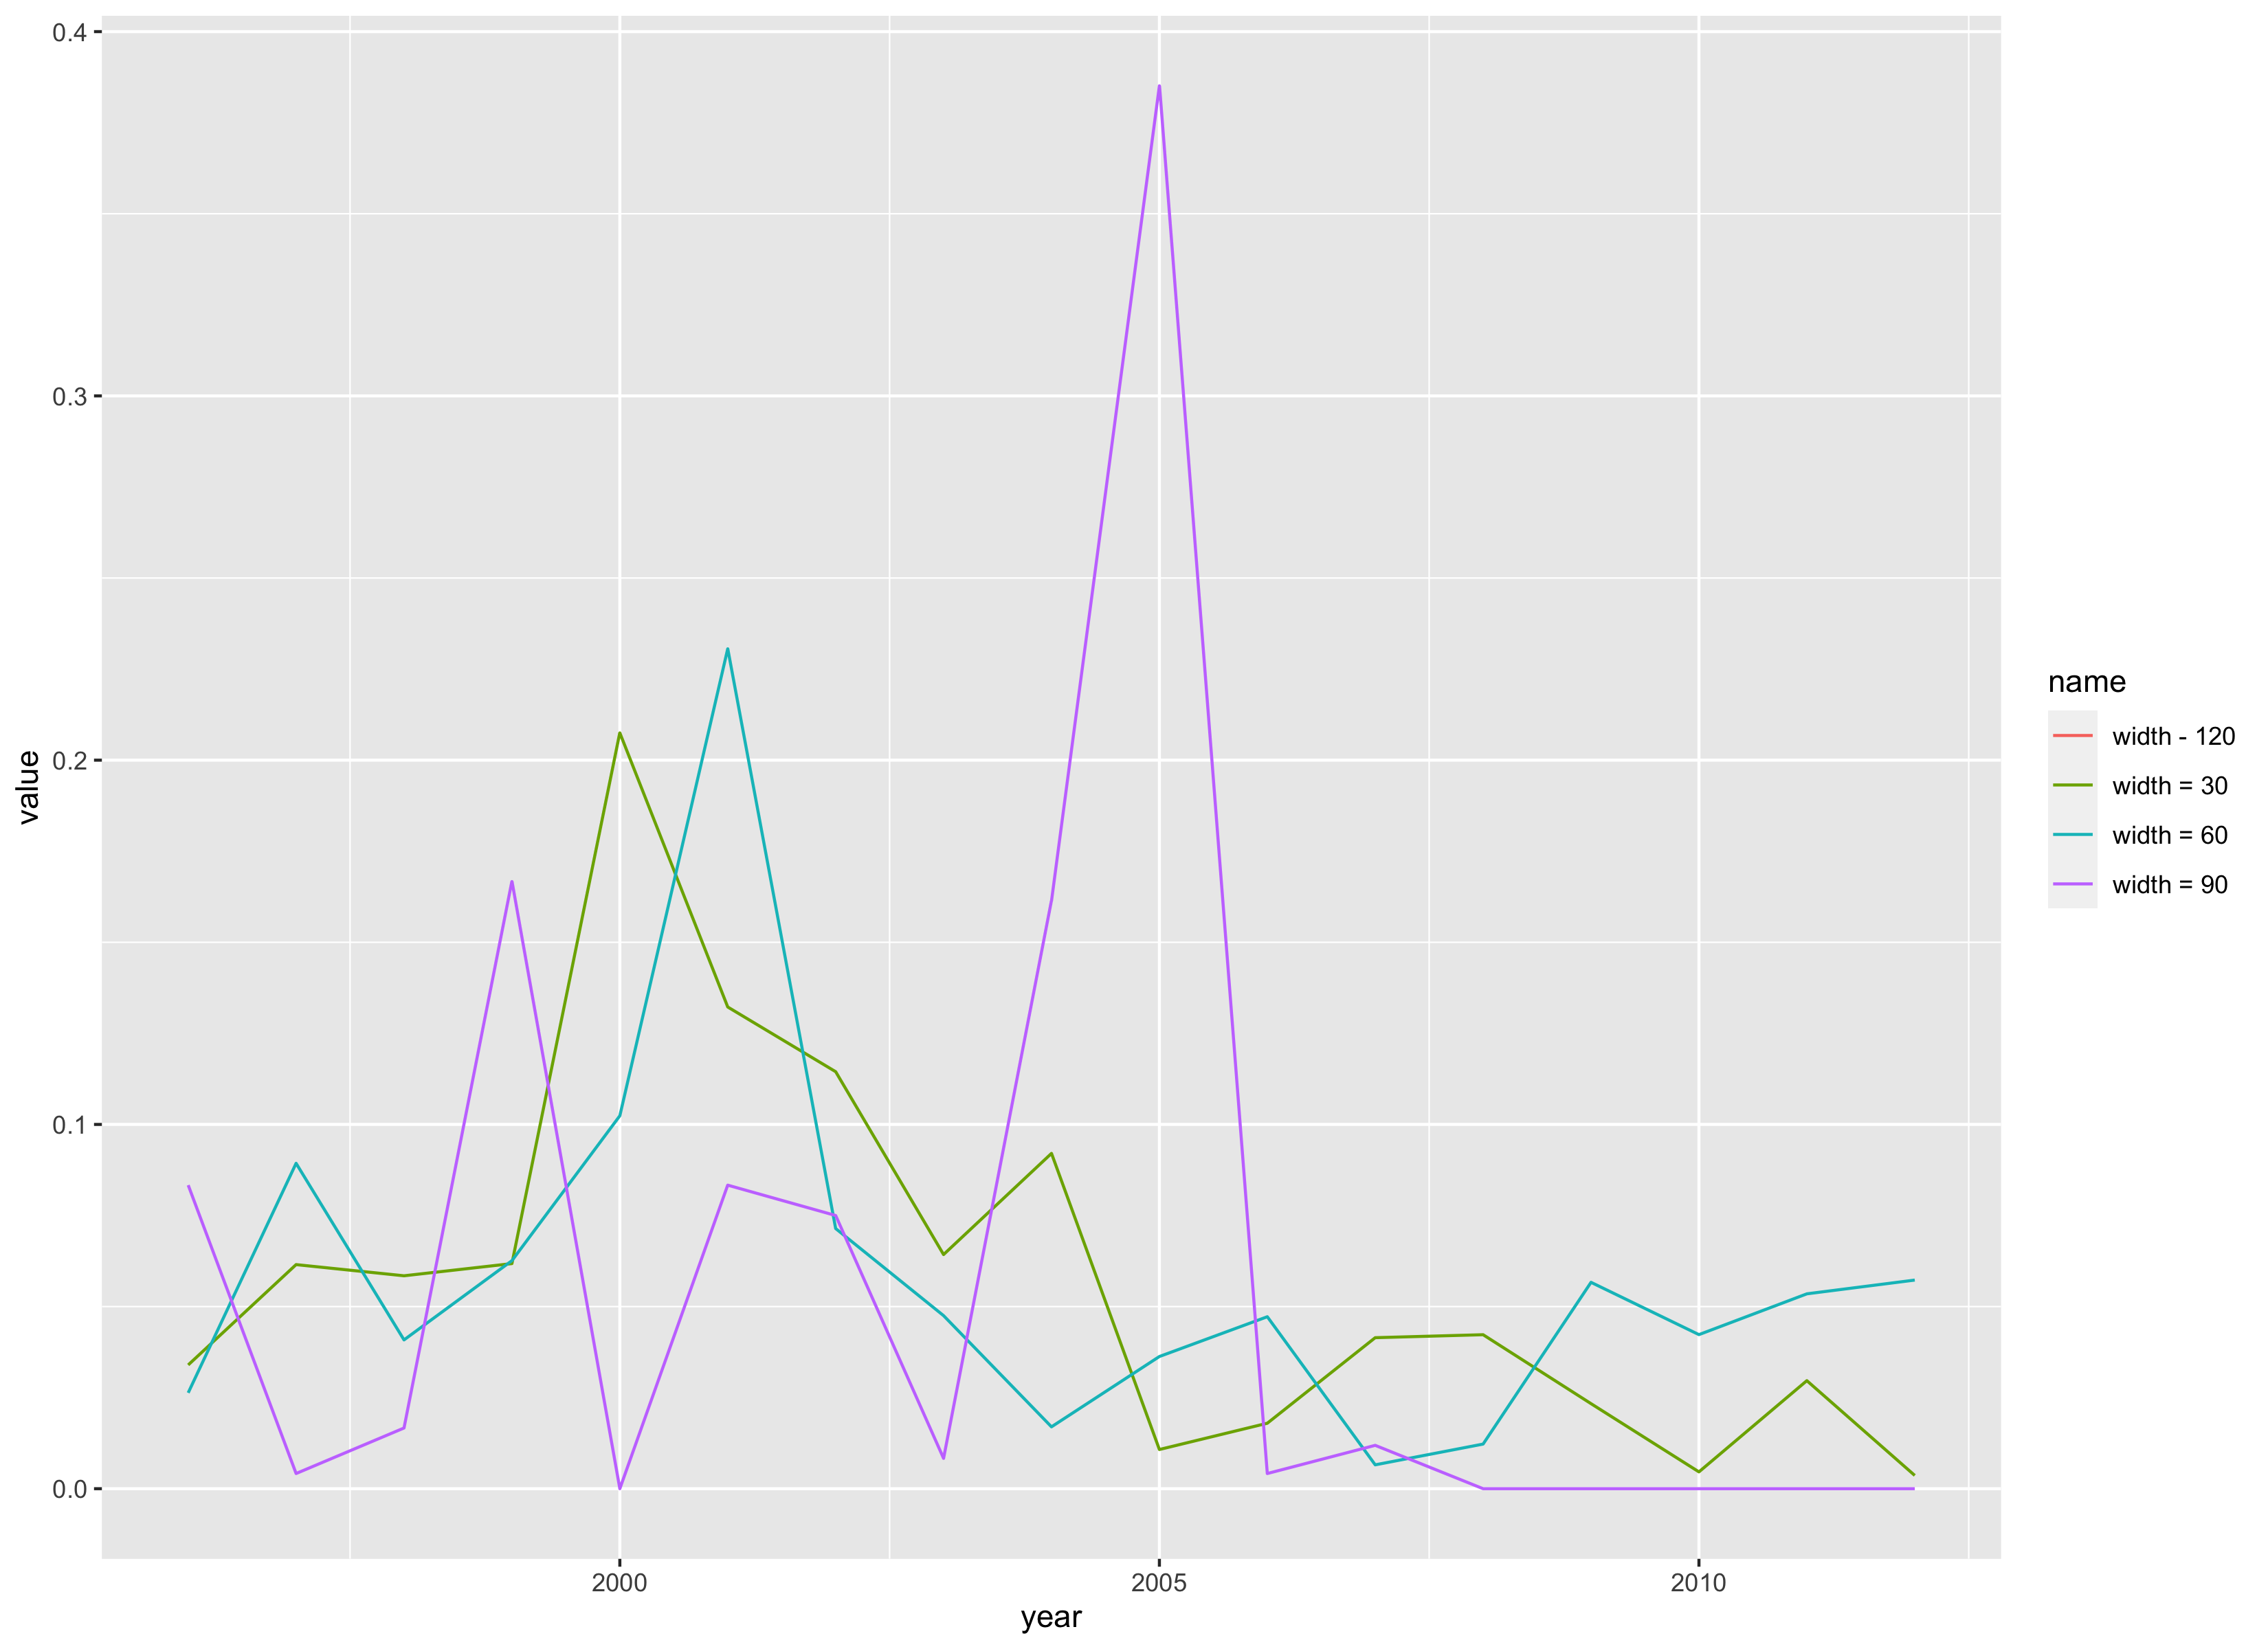 0.4
0.3
0.2
0.1
0.0
value
2000 2005 2010
year
name
width - 120
width = 30
width = 60
width = 90